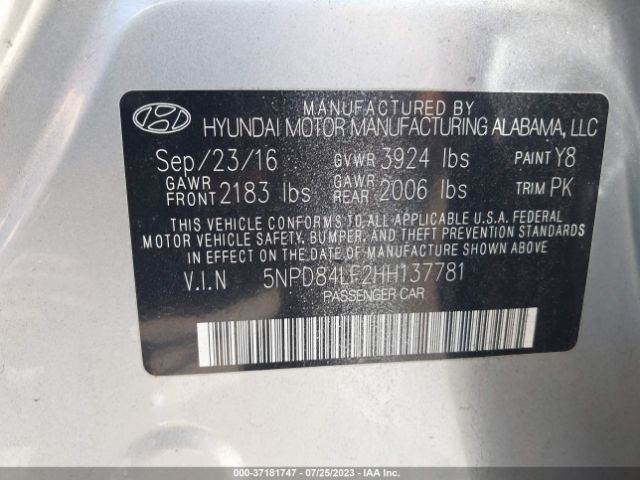 MANUFACTURED BY
HYUNDAI MOTOR MANUFACTURING ALABAMA, LLC
Sep/23/16 GVWR 3924 lbs PAINT Y8
GAWR FRONT 2183 lbs GAWR REAR 2006 lbs TRIM PK
THIS VEHICLE CONFORMS TO ALL APPLICABLE U.S.A. FEDERAL
MOTOR VEHICLE SAFETY, BUMPER, AND THEFT PREVENTION STANDARDS
IN EFFECT ON THE DATE OF MANUFACTURE SHOWN ABOVE.
V.I.N 5NPD84LF2HH137781
PASSENGER CAR
000-37181747 - 07/25/2023 - IAAI.COM